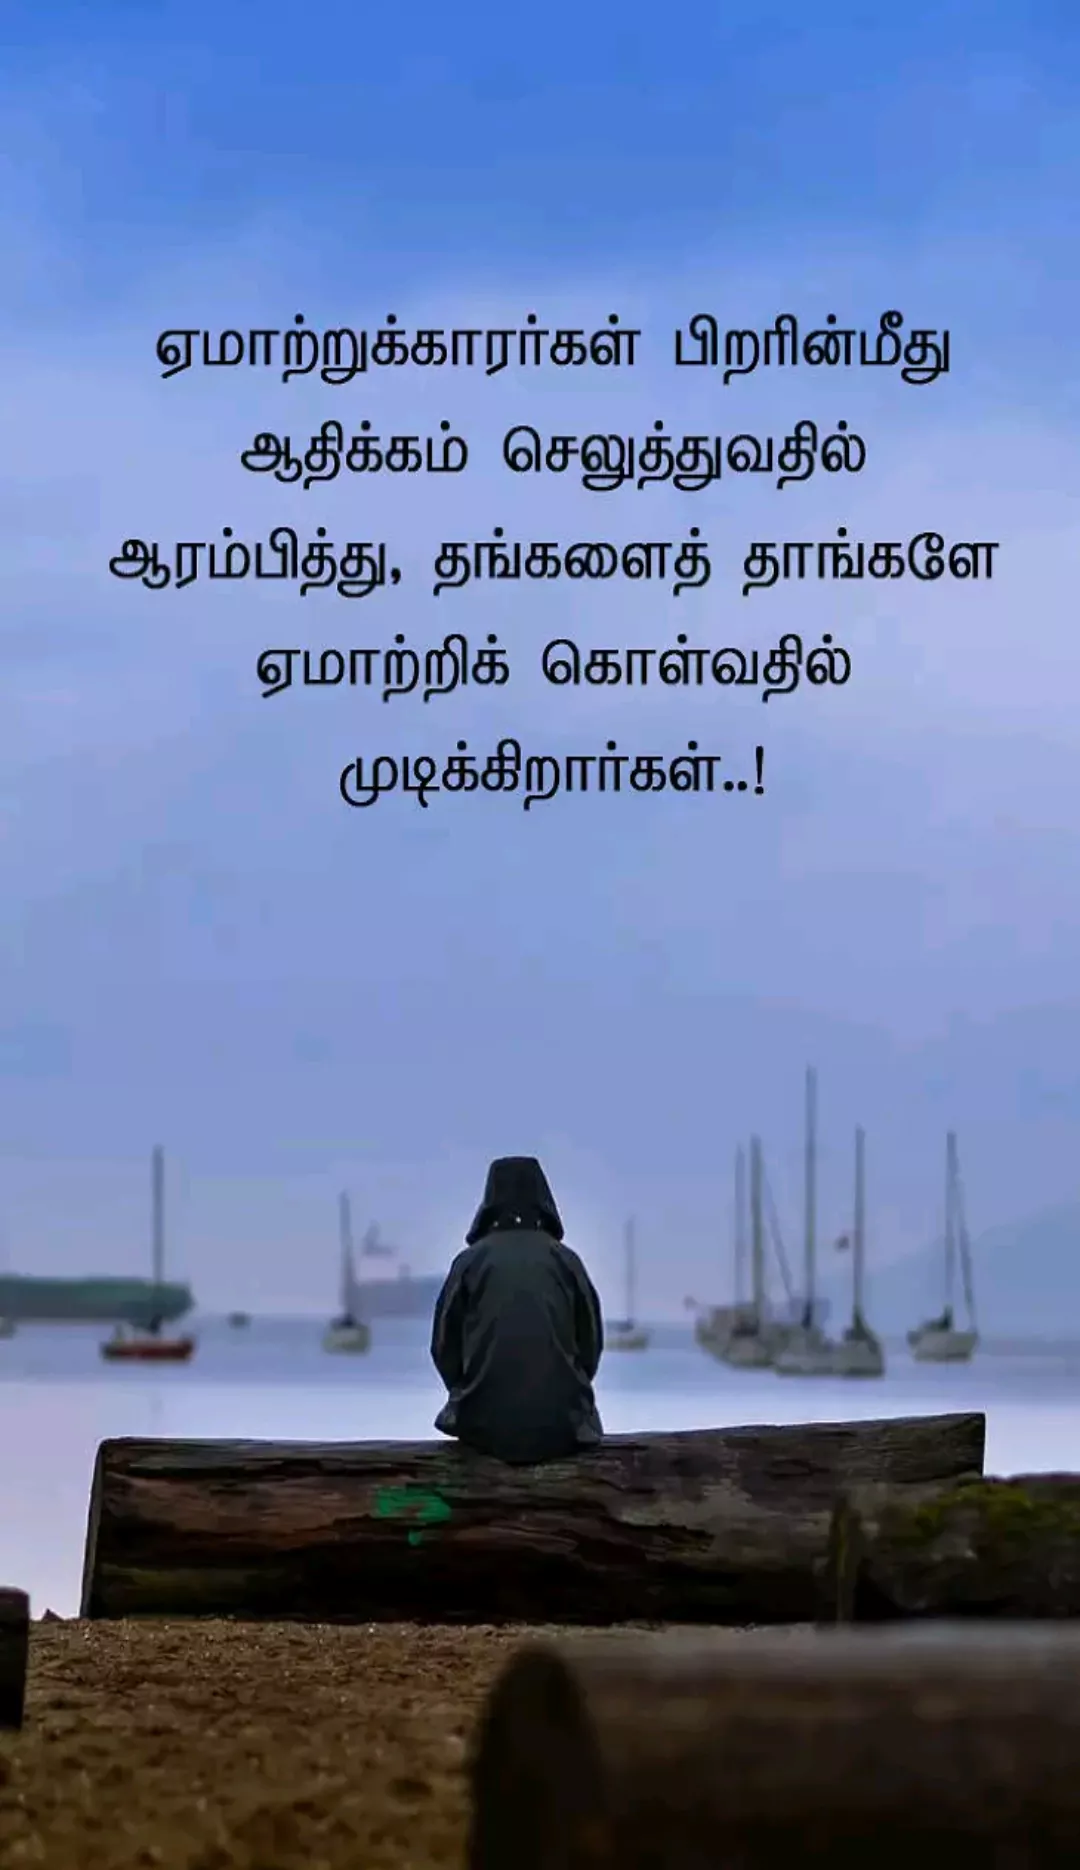 ஏமாற்றுக்காரர்கள் பிறரின்மீது
ஆதிக்கம் செலுத்துவதில்
ஆரம்பித்து, தங்களைத் தாங்களே
ஏமாற்றிக் கொள்வதில்
முடிக்கிறார்கள்..!